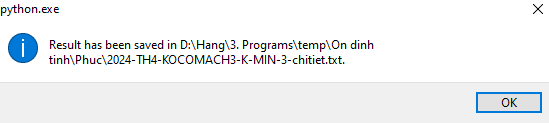 python.exe
Result has been saved in D:\Hang\3. Programs\temp\On dinh
tinh\Phuc\2024-TH4-KOCOMACH3-K-MIN-3-chitiet.txt.
OK